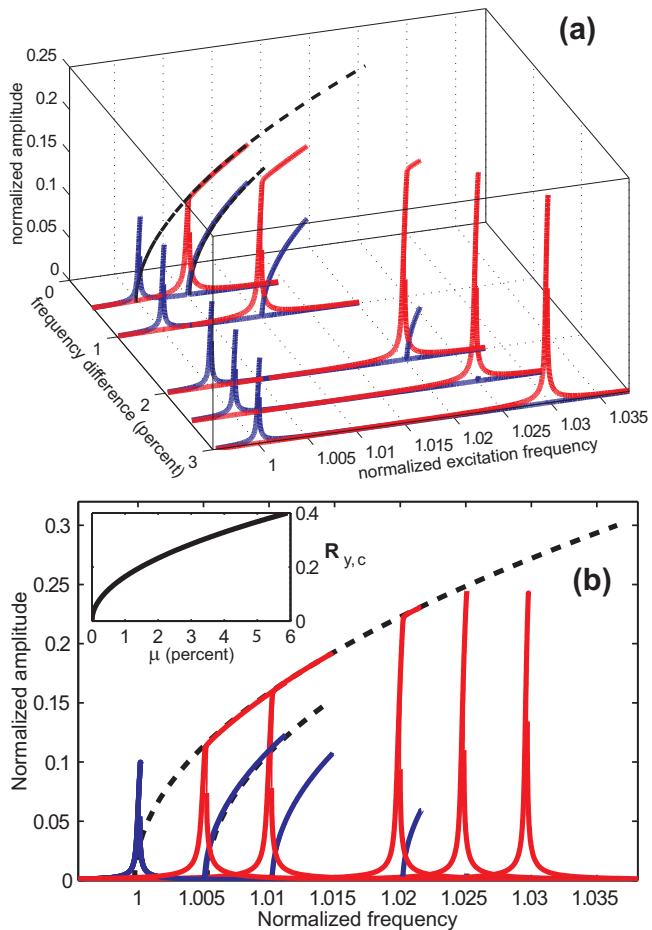 (a)
0.25
0.2
0.15
0.1
0.05
0
normalized amplitude
0
1
2
3
frequency difference (percent)
1
1.005
1.01
1.015
1.02
1.025
1.03
1.035
normalized excitation frequency
(b)
0.3
0.25
0.2
0.15
0.1
0.05
0
Normalized amplitude
0.4
0.2
0
R y,c
0 1 2 3 4 5 6
μ (percent)
1 1.005 1.01 1.015 1.02 1.025 1.03 1.035
Normalized frequency